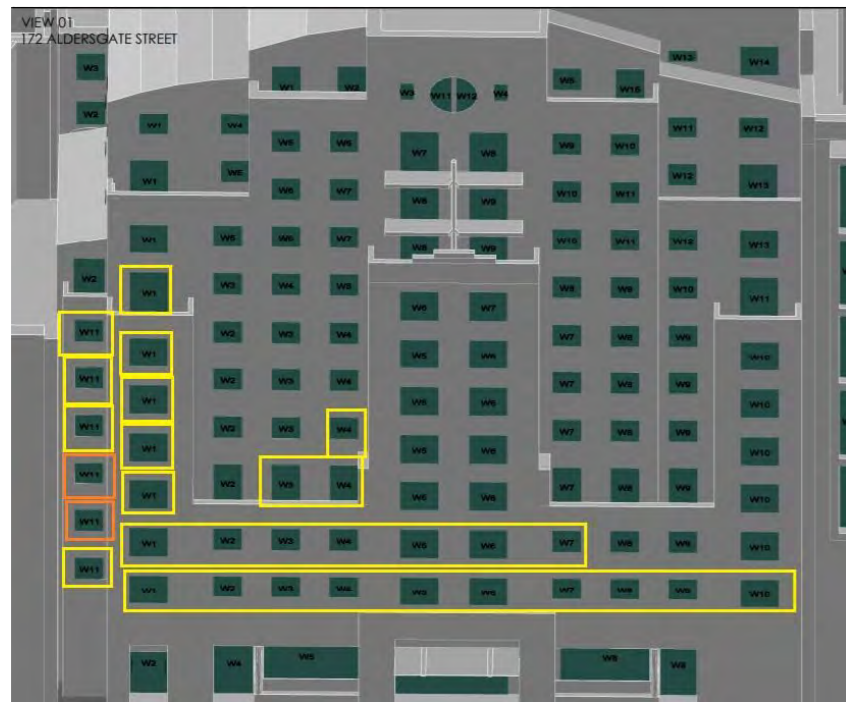 VIEW 01
172 ALDERSGATE STREET
W13 W14
W3 W1 W2 W3 W11 W12 W4 W5 W15
W2 W1 W4 W5 W5 W7 W8 W9 W10 W11 W12
W1 W5 W6 W7 W8 W9 W10 W11 W12 W13
W1 W5 W6 W7 W8 W9 W10 W11 W12 W13
W2 W1 W3 W4 W5 W6 W7 W8 W9 W10 W11
W11 W1 W2 W3 W4 W5 W6 W7 W8 W9 W10
W11 W1 W2 W3 W4 W5 W6 W7 W8 W9 W10
W11 W1 W2 W3 W4 W5 W6 W7 W8 W9 W10
W11 W1 W2 W3 W4 W5 W6 W7 W8 W9 W10
W11 W1 W2 W3 W4 W5 W6 W7 W8 W9 W10
W11 W1 W2 W3 W4 W5 W6 W7 W8 W9 W10
W2 W4 W5 W8 W9